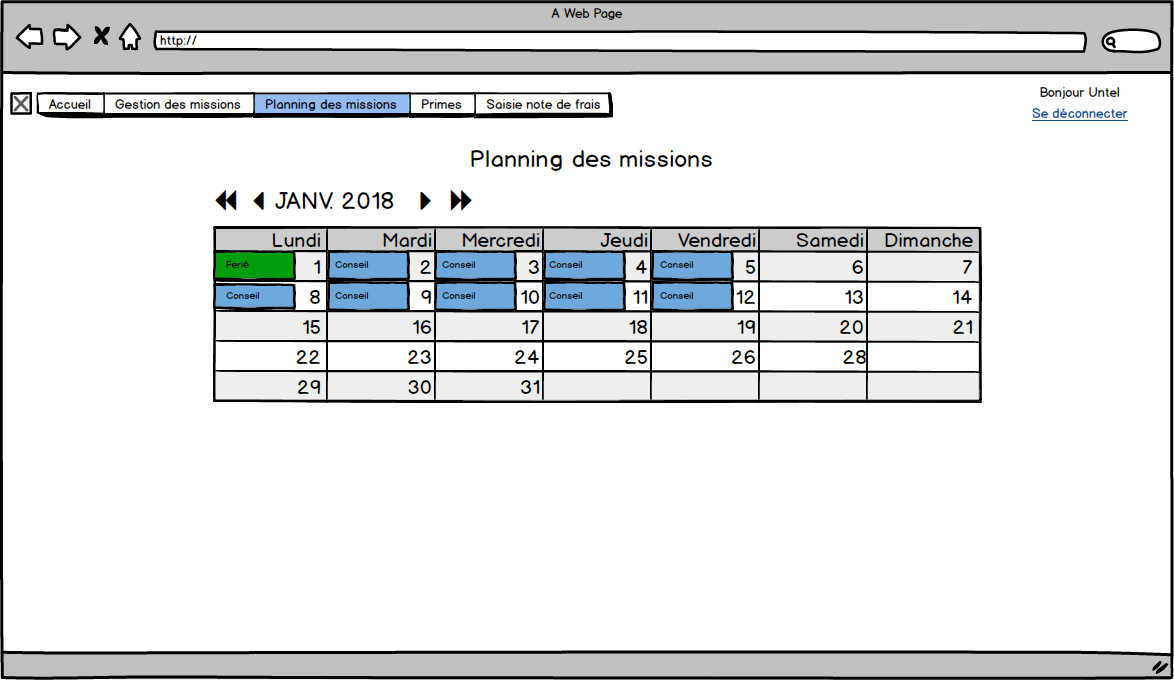 A Web Page
http://
Accueil Gestion des missions Planning des missions Primes Saisie note de frais
Bonjour Untel
Se déconnecter
Planning des missions
JANV. 2018
Lundi Mardi Mercredi Jeudi Vendredi Samedi Dimanche
Ferié 1 Conseil 2 Conseil 3 Conseil 4 Conseil 5 6 7
Conseil 8 Conseil 9 Conseil 10 Conseil 11 Conseil 12 13 14
15 16 17 18 19 20 21
22 23 24 25 26 28
29 30 31